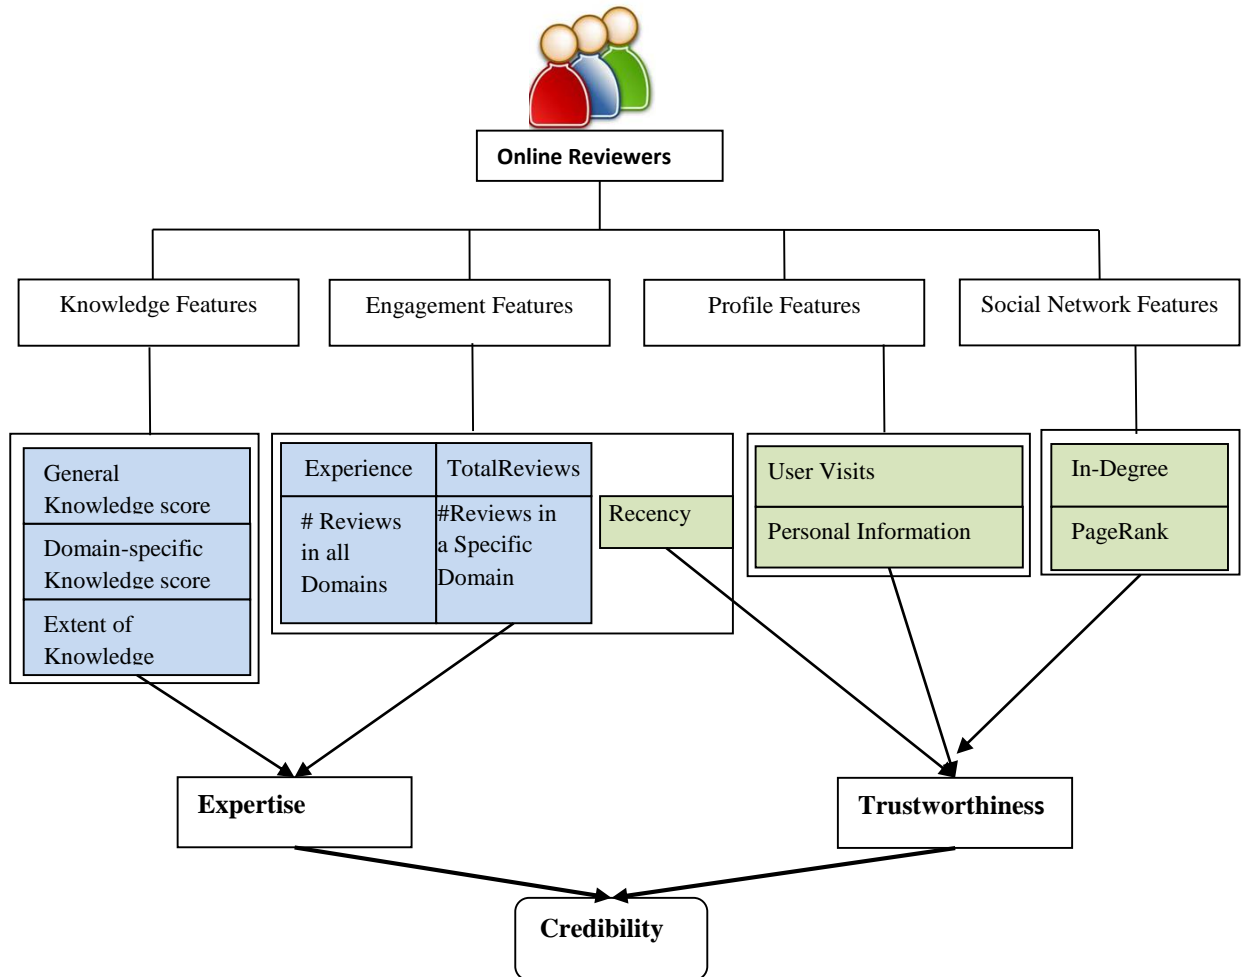 Online Reviewers
Knowledge Features
Engagement Features
Profile Features
Social Network Features
General
Knowledge score
Domain-specific
Knowledge score
Extent of
Knowledge
Experience
TotalReviews
# Reviews
in all
Domains
#Reviews in
a Specific
Domain
Recency
User Visits
Personal Information
In-Degree
PageRank
Expertise
Trustworthiness
Credibility